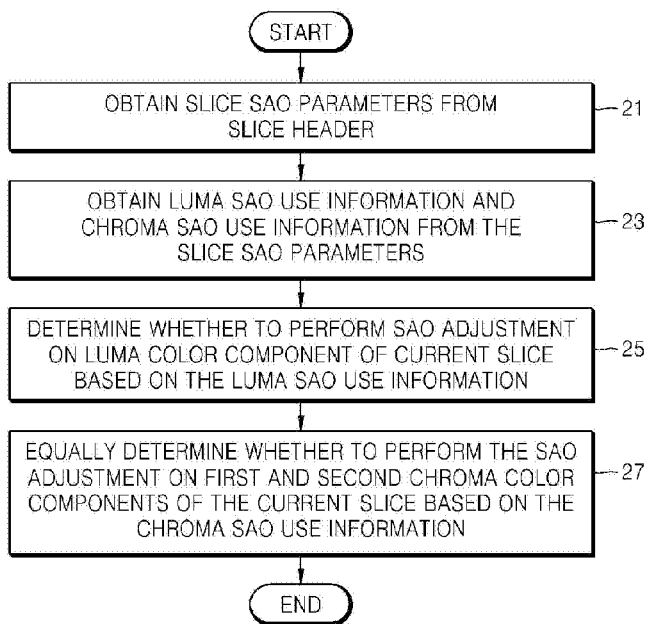 START
OBTAIN SLICE SAO PARAMETERS FROM
SLICE HEADER
21
OBTAIN LUMA SAO USE INFORMATION AND
CHROMA SAO USE INFORMATION FROM THE
SLICE SAO PARAMETERS
23
DETERMINE WHETHER TO PERFORM SAO ADJUSTMENT
ON LUMA COLOR COMPONENT OF CURRENT SLICE
BASED ON THE LUMA SAO USE INFORMATION
25
EQUALLY DETERMINE WHETHER TO PERFORM THE SAO
ADJUSTMENT ON FIRST AND SECOND CHROMA COLOR
COMPONENTS OF THE CURRENT SLICE BASED ON THE
CHROMA SAO USE INFORMATION
27
END